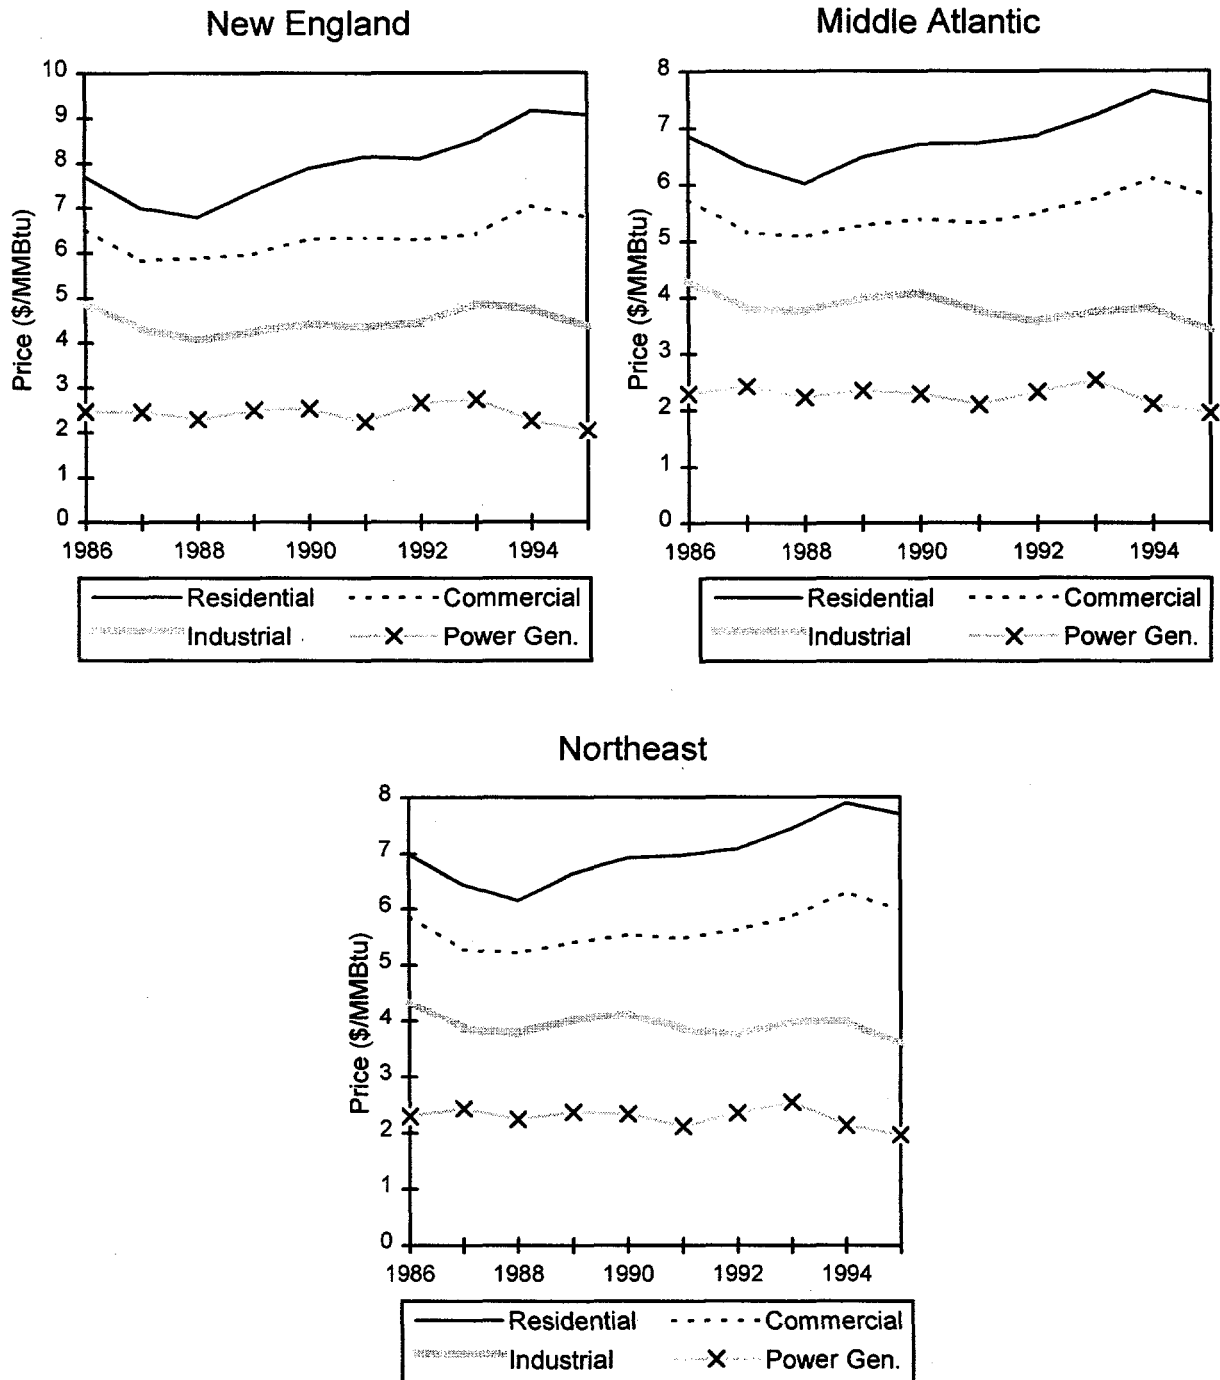 New England
Price ($/MMBtu)
10
9
8
7
6
5
4
3
2
1
0
1986 1988 1990 1992 1994
Residential Commercial
Industrial Power Gen.
Middle Atlantic
Price ($/MMBtu)
8
7
6
5
4
3
2
1
0
1986 1988 1990 1992 1994
Residential Commercial
Industrial Power Gen.
Northeast
Price ($/MMBtu)
8
7
6
5
4
3
2
1
0
1986 1988 1990 1992 1994
Residential Commercial
Industrial Power Gen.